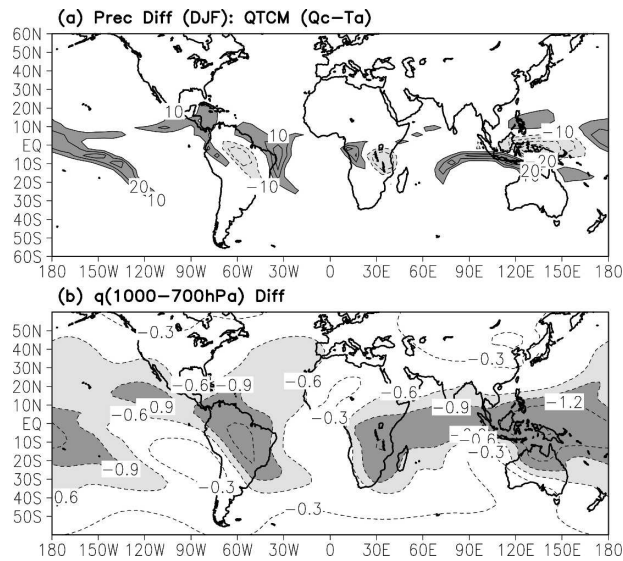 (a) Prec Diff (DJF): QTCM (Qc−Ta)
60N
50N
40N
30N
20N
10N
EQ
10S
20S
30S
40S
50S
60S
10
10
−10
−10
−20
20
20
10
10
180 150W 120W 90W 60W 30W 0 30E 60E 90E 120E 150E 180
(b) q(1000−700hPa) Diff
50N
40N
30N
20N
10N
EQ
10S
20S
30S
40S
50S
−0.3
−0.3
−0.6
−0.9
−0.6
−0.6
−0.9
−0.6
−0.3
−0.9
−1.2
−0.6
−0.3
−0.9
−0.3
−0.3
0.6
−0.3
180 150W 120W 90W 60W 30W 0 30E 60E 90E 120E 150E 180